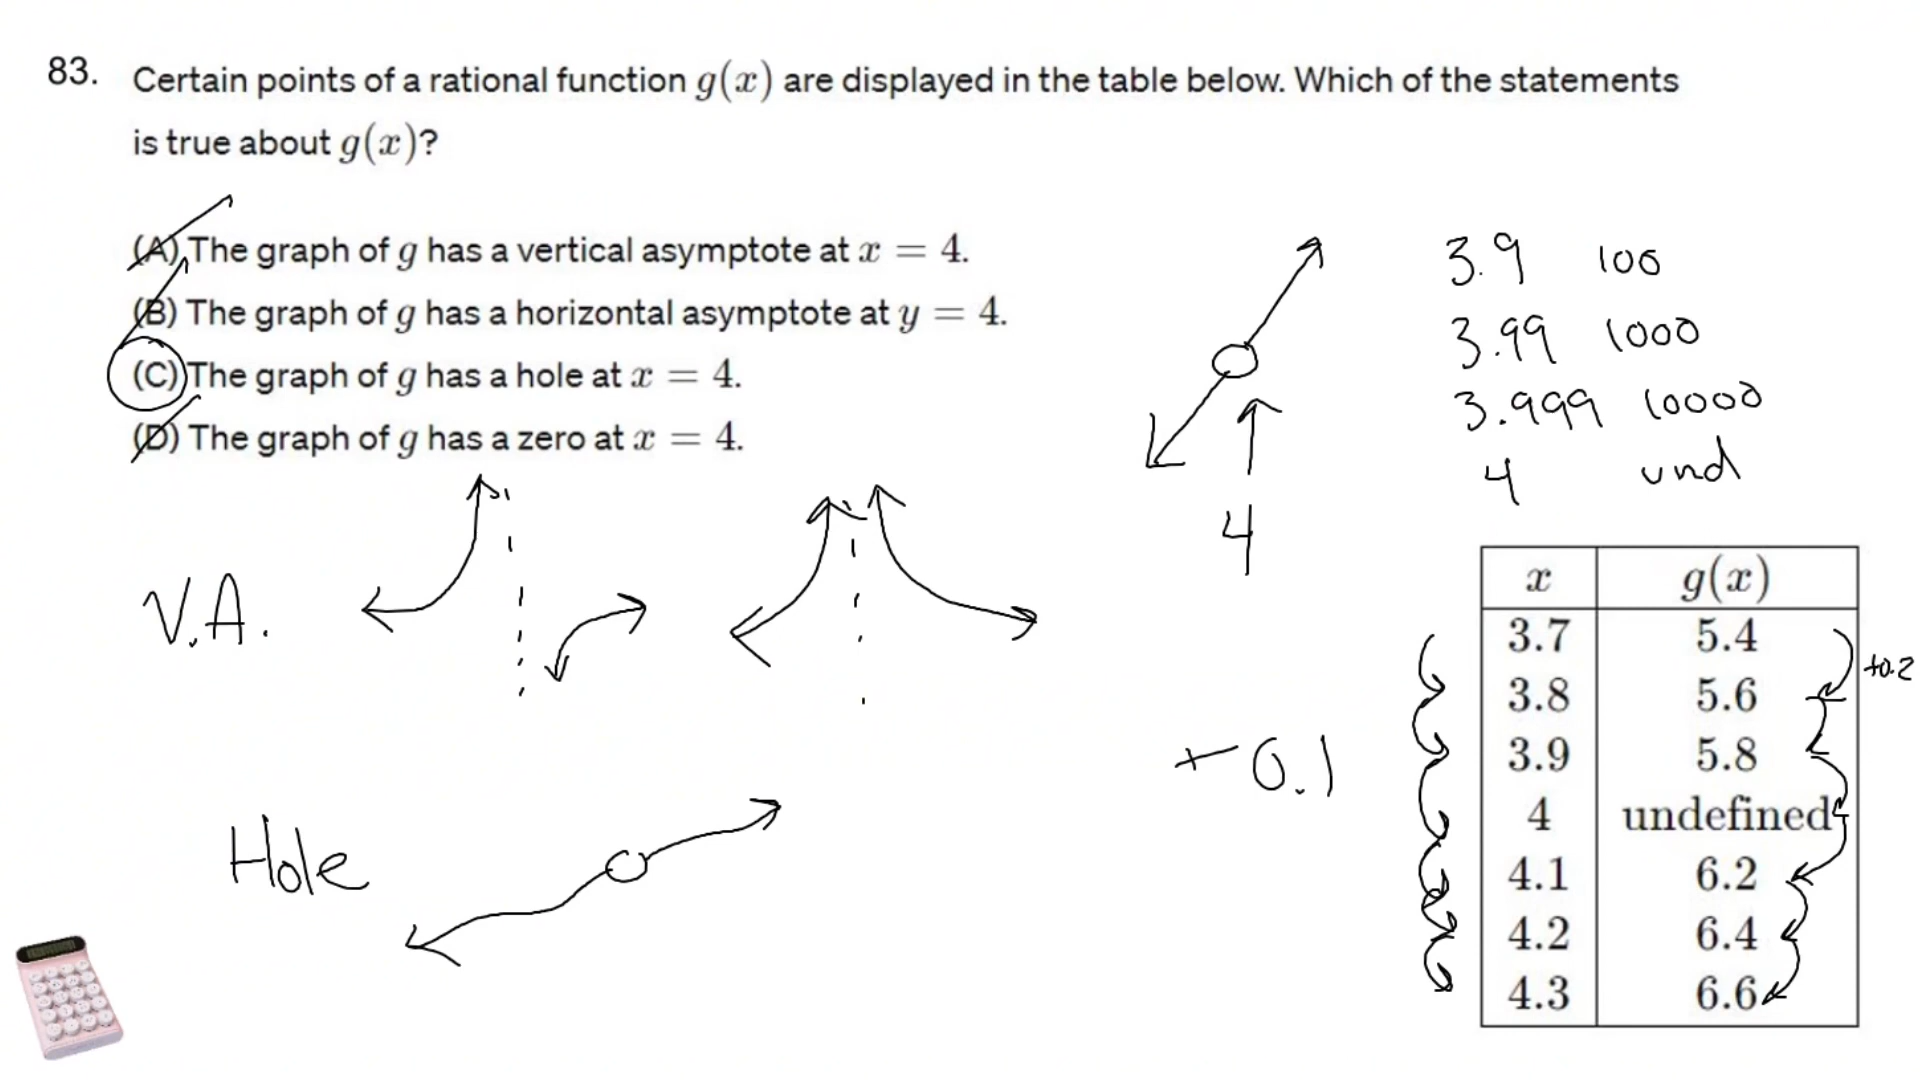 83. Certain points of a rational function g(x) are displayed in the table below. Which of the statements
is true about g(x)?
(A) The graph of g has a vertical asymptote at x = 4.
(B) The graph of g has a horizontal asymptote at y = 4.
(C) The graph of g has a hole at x = 4.
(D) The graph of g has a zero at x = 4.
3.9 100
3.99 1000
3.999 10000
4 und
4
V.A.
Hole
+0.1
x g(x)
3.7 5.4
+0.2
3.8 5.6
3.9 5.8
4 undefined
4.1 6.2
4.2 6.4
4.3 6.6